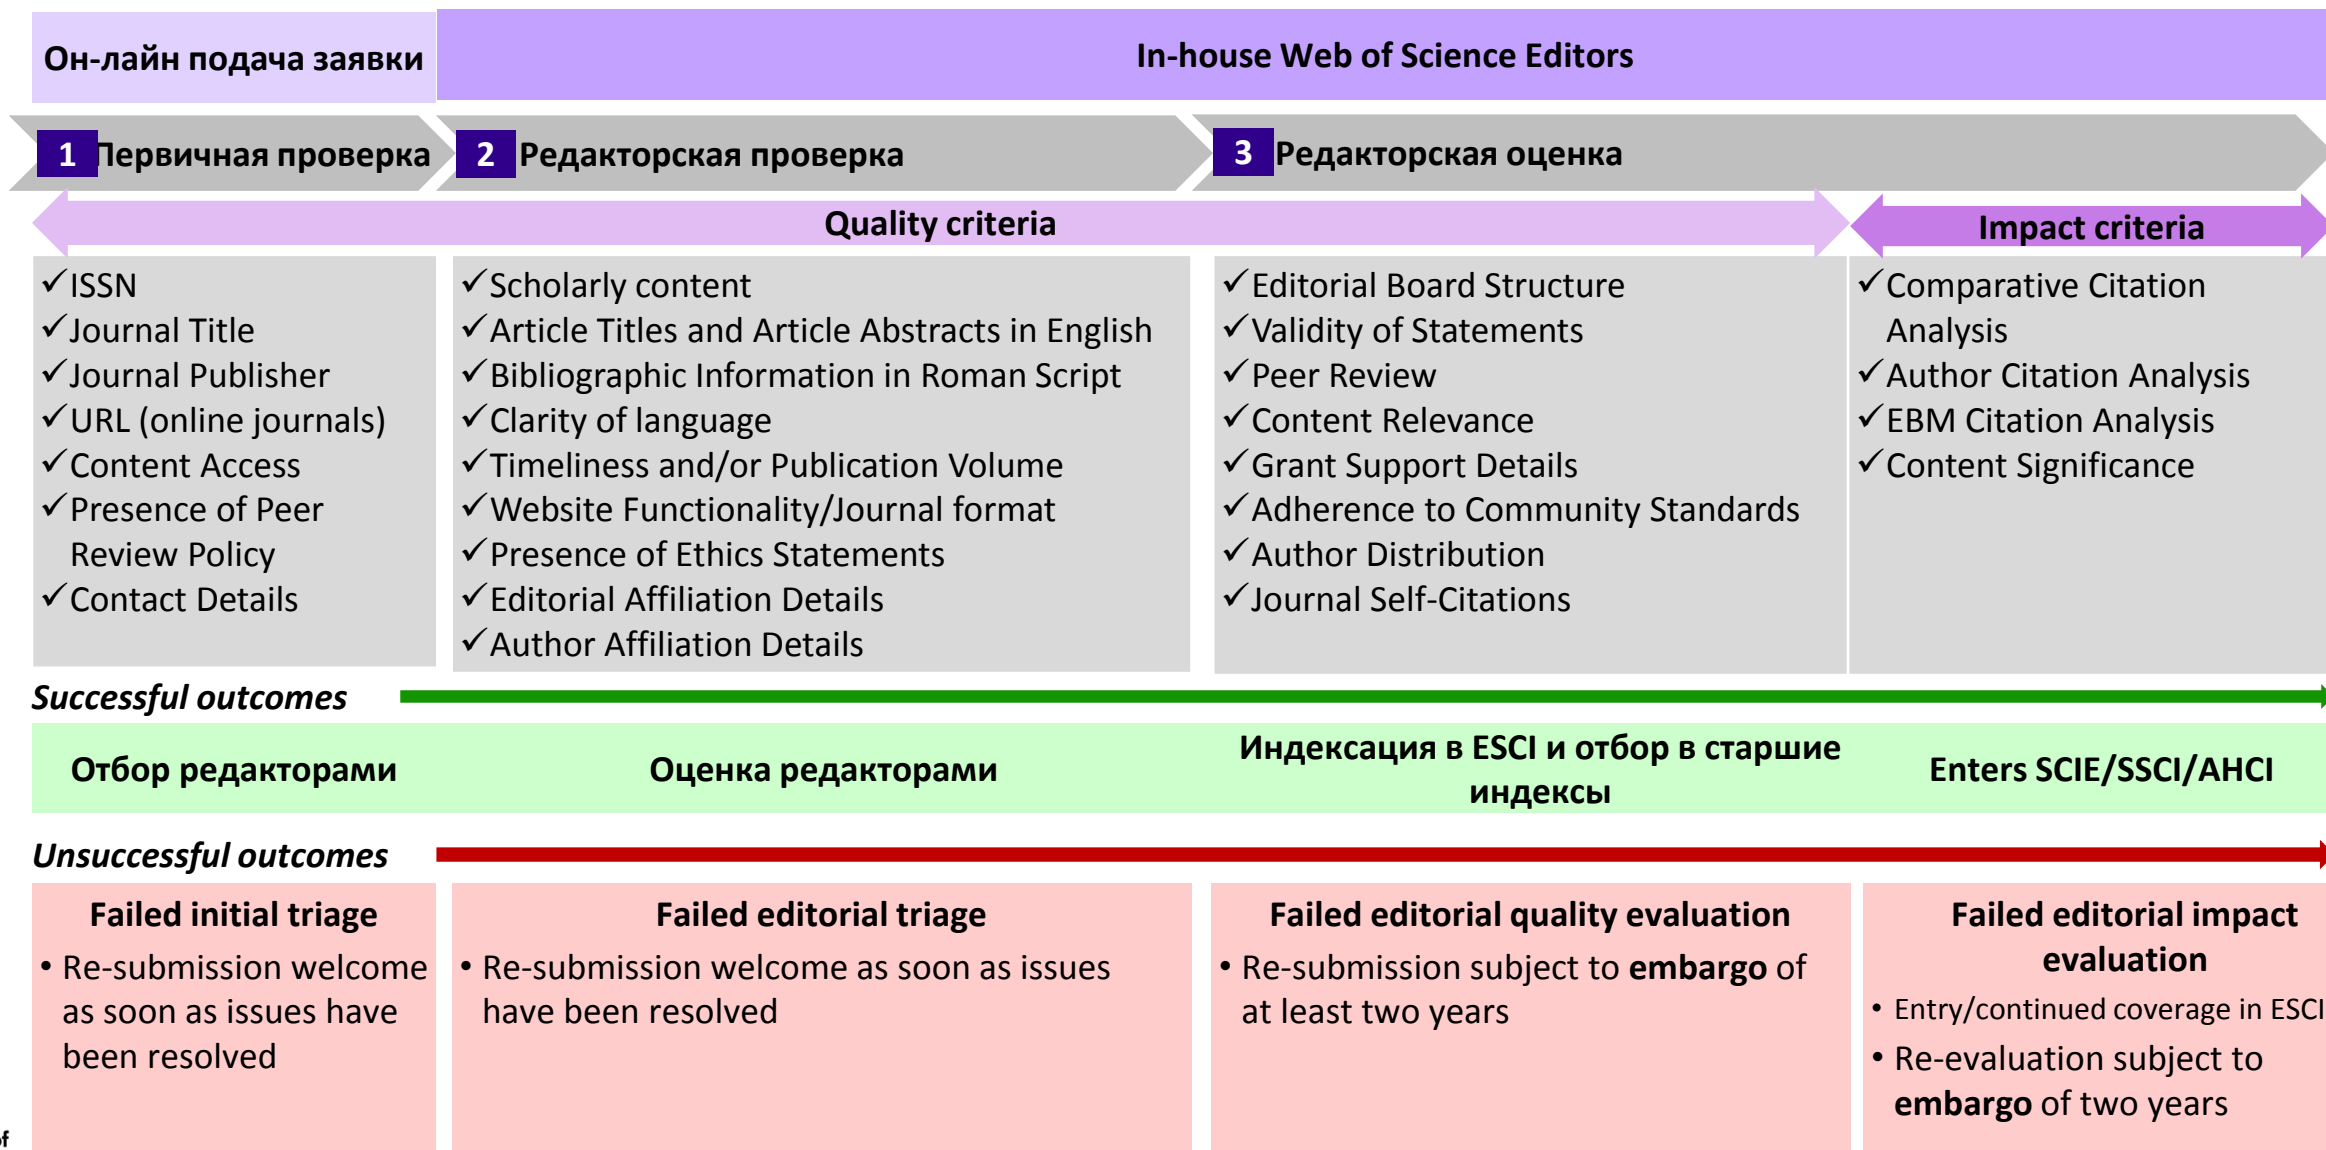 Он-лайн подача заявки
In-house Web of Science Editors
1 Первичная проверка
2 Редакторская проверка
3 Редакторская оценка
Quality criteria
Impact criteria
✓ISSN
✓Journal Title
✓Journal Publisher
✓URL (online journals)
✓Content Access
✓Presence of Peer
Review Policy
✓Contact Details
✓Scholarly content
✓Article Titles and Article Abstracts in English
✓Bibliographic Information in Roman Script
✓Clarity of language
✓Timeliness and/or Publication Volume
✓Website Functionality/Journal format
✓Presence of Ethics Statements
✓Editorial Affiliation Details
✓Author Affiliation Details
✓Editorial Board Structure
✓Validity of Statements
✓Peer Review
✓Content Relevance
✓Grant Support Details
✓Adherence to Community Standards
✓Author Distribution
✓Journal Self-Citations
✓Comparative Citation
Analysis
✓Author Citation Analysis
✓EBM Citation Analysis
✓Content Significance
Successful outcomes
Отбор редакторами
Оценка редакторами
Индексация в ESCI и отбор в старшие
индексы
Enters SCIE/SSCI/AHCI
Unsuccessful outcomes
Failed initial triage
• Re-submission welcome
as soon as issues have
been resolved
Failed editorial triage
• Re-submission welcome as soon as issues
have been resolved
Failed editorial quality evaluation
• Re-submission subject to embargo of
at least two years
Failed editorial impact
evaluation
• Entry/continued coverage in ESCI
• Re-evaluation subject to
embargo of two years
of